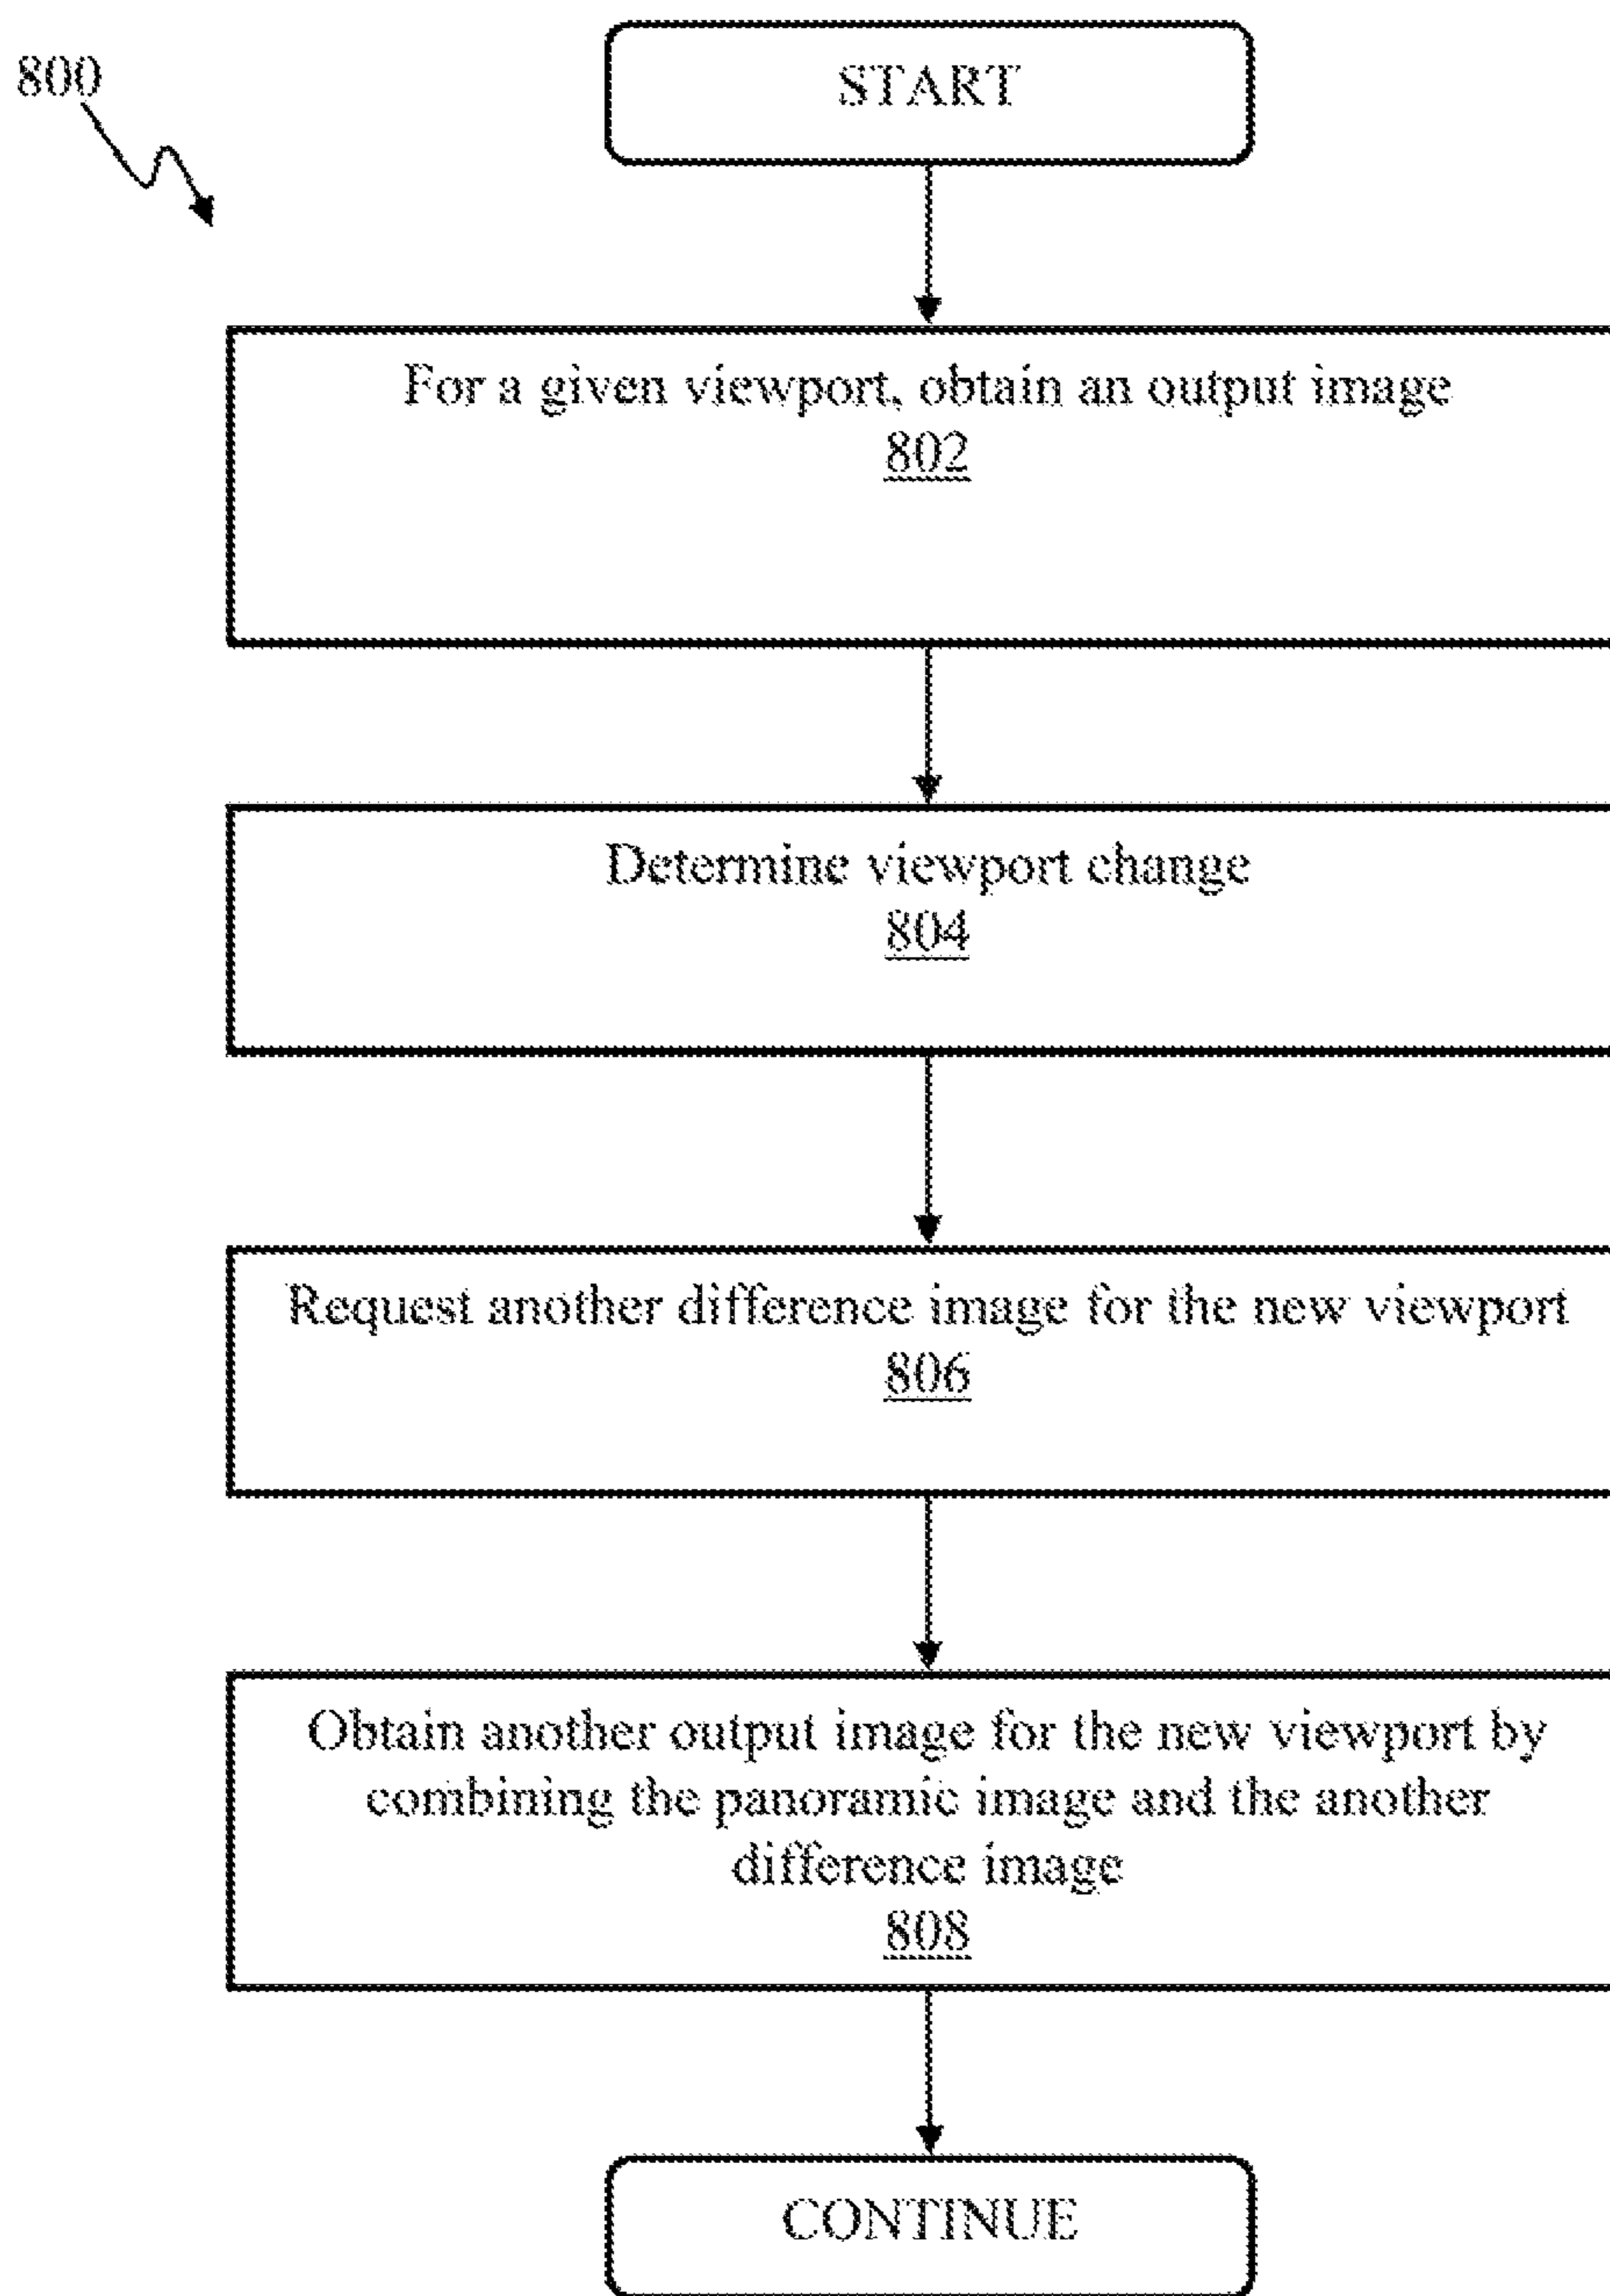 800
START
For a given viewport, obtain an output image
802
Determine viewport change
804
Request another difference image for the new viewport
806
Obtain another output image for the new viewport by
combining the panoramic image and the another
difference image
808
CONTINUE